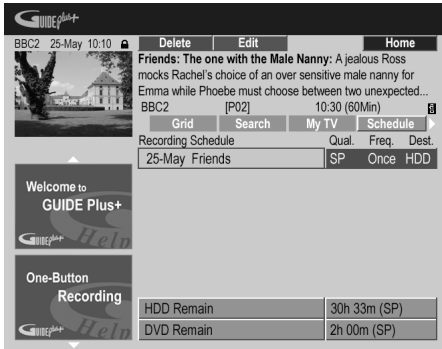 GUIDE Plus+
BBC2 25-May 10:10
Delete Edit Home
Friends: The one with the Male Nanny: A jealous Ross
mocks Rachel's choice of an over sensitive male nanny for
Emma while Phoebe must choose between two unexpected...
BBC2 [P02] 10:30 (60Min)
Grid Search My TV Schedule
Recording Schedule Qual. Freq. Dest.
25-May Friends SP Once HDD
Welcome to
GUIDE Plus+
GUIDE Plus+ Help
One-Button
Recording
GUIDE Plus+ Help
HDD Remain 30h 33m (SP)
DVD Remain 2h 00m (SP)